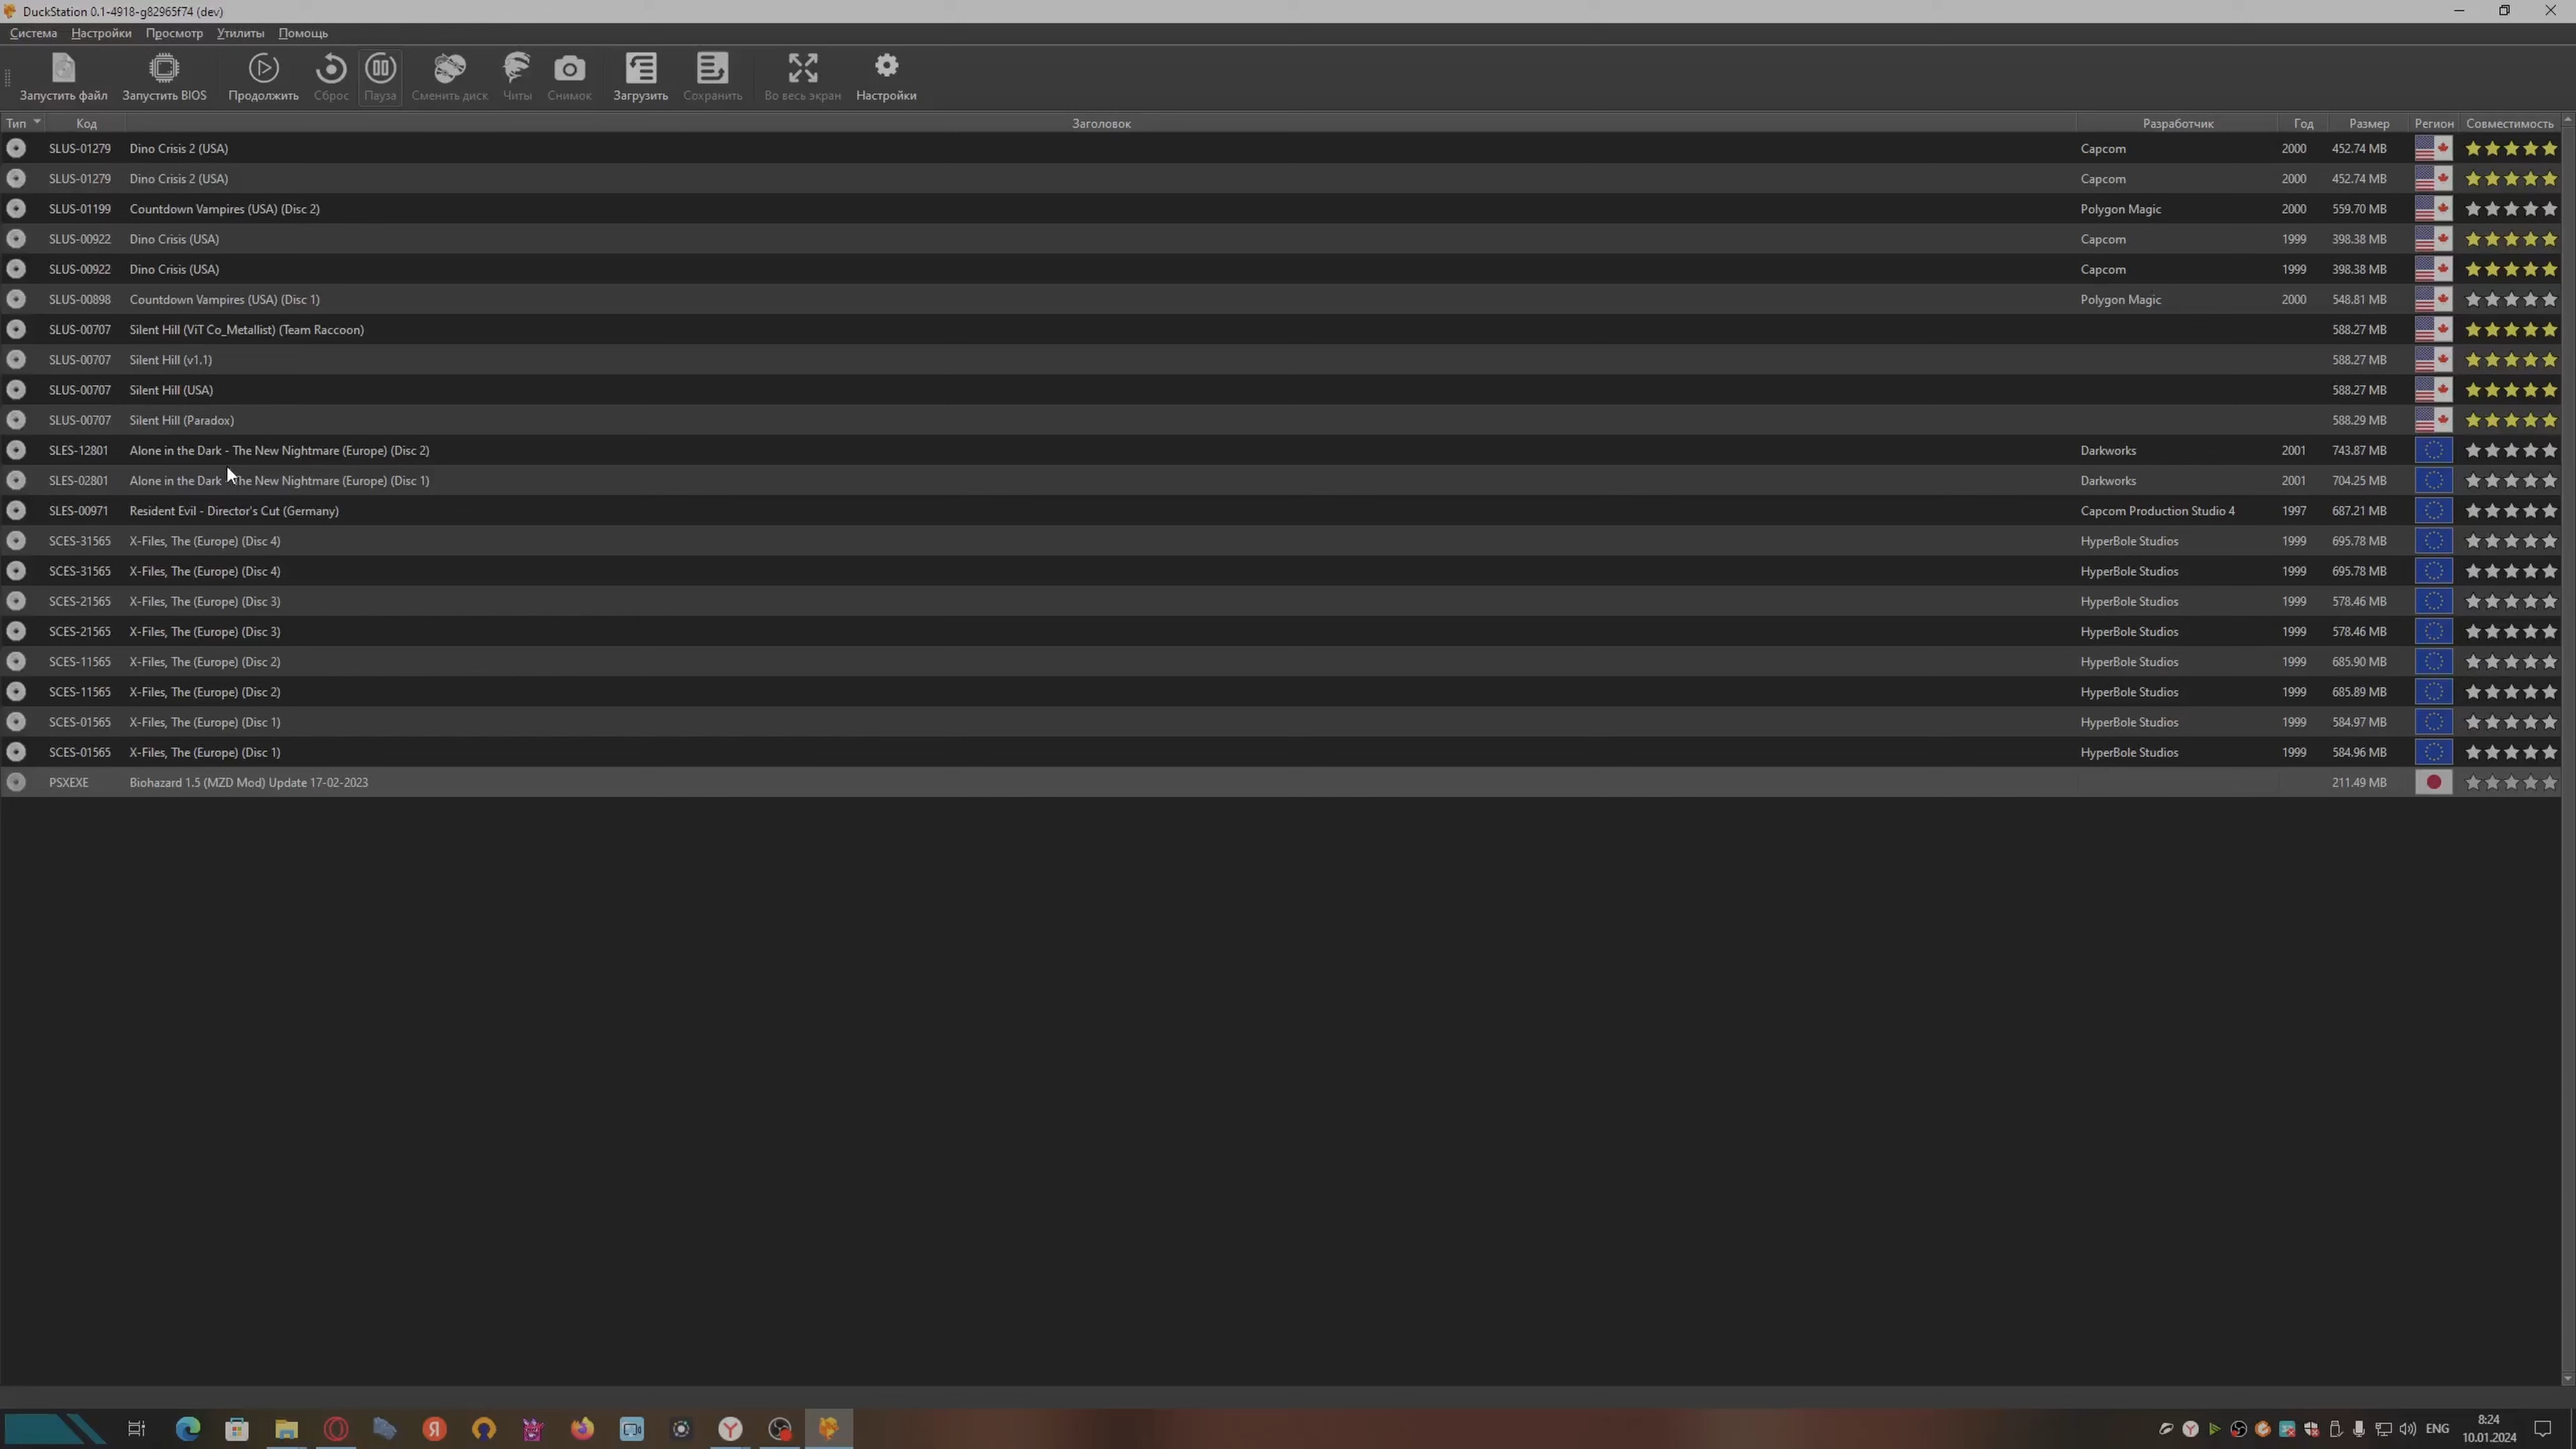 DuckStation 0.1-4918-g82965f74 (dev)
Система Настройки Просмотр Утилиты Помощь
Запустить файл Запустить BIOS Продолжить Сброс Пауза Сменить диск Читы Снимок Загрузить Сохранить Во весь экран Настройки
Тип Код Заголовок Разработчик Год Размер Регион Совместимость
SLUS-01279 Dino Crisis 2 (USA) Capcom 2000 452.74 MB
SLUS-01279 Dino Crisis 2 (USA) Capcom 2000 452.74 MB
SLUS-01199 Countdown Vampires (USA) (Disc 2) Polygon Magic 2000 559.70 MB
SLUS-00922 Dino Crisis (USA) Capcom 1999 398.38 MB
SLUS-00922 Dino Crisis (USA) Capcom 1999 398.38 MB
SLUS-00898 Countdown Vampires (USA) (Disc 1) Polygon Magic 2000 548.81 MB
SLUS-00707 Silent Hill (ViT Co_Metallist) (Team Raccoon) 588.27 MB
SLUS-00707 Silent Hill (v1.1) 588.27 MB
SLUS-00707 Silent Hill (USA) 588.27 MB
SLUS-00707 Silent Hill (Paradox) 588.29 MB
SLES-12801 Alone in the Dark - The New Nightmare (Europe) (Disc 2) Darkworks 2001 743.87 MB
SLES-02801 Alone in the Dark - The New Nightmare (Europe) (Disc 1) Darkworks 2001 704.25 MB
SLES-00971 Resident Evil - Director's Cut (Germany) Capcom Production Studio 4 1997 687.21 MB
SCES-31565 X-Files, The (Europe) (Disc 4) HyperBole Studios 1999 695.78 MB
SCES-31565 X-Files, The (Europe) (Disc 4) HyperBole Studios 1999 695.78 MB
SCES-21565 X-Files, The (Europe) (Disc 3) HyperBole Studios 1999 578.46 MB
SCES-21565 X-Files, The (Europe) (Disc 3) HyperBole Studios 1999 578.46 MB
SCES-11565 X-Files, The (Europe) (Disc 2) HyperBole Studios 1999 685.90 MB
SCES-11565 X-Files, The (Europe) (Disc 2) HyperBole Studios 1999 685.89 MB
SCES-01565 X-Files, The (Europe) (Disc 1) HyperBole Studios 1999 584.97 MB
SCES-01565 X-Files, The (Europe) (Disc 1) HyperBole Studios 1999 584.96 MB
PSXEXE Biohazard 1.5 (MZD Mod) Update 17-02-2023 211.49 MB
ENG 8:24
10.01.2024